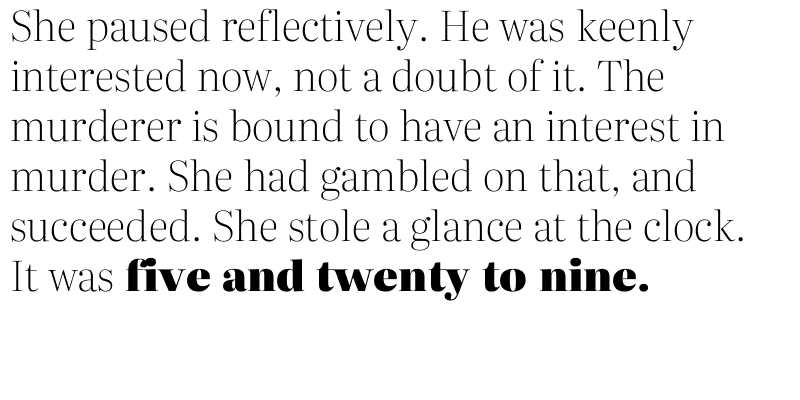 She paused reflectively. He was keenly
interested now, not a doubt of it. The
murderer is bound to have an interest in
murder. She had gambled on that, and
succeeded. She stole a glance at the clock.
It was five and twenty to nine.